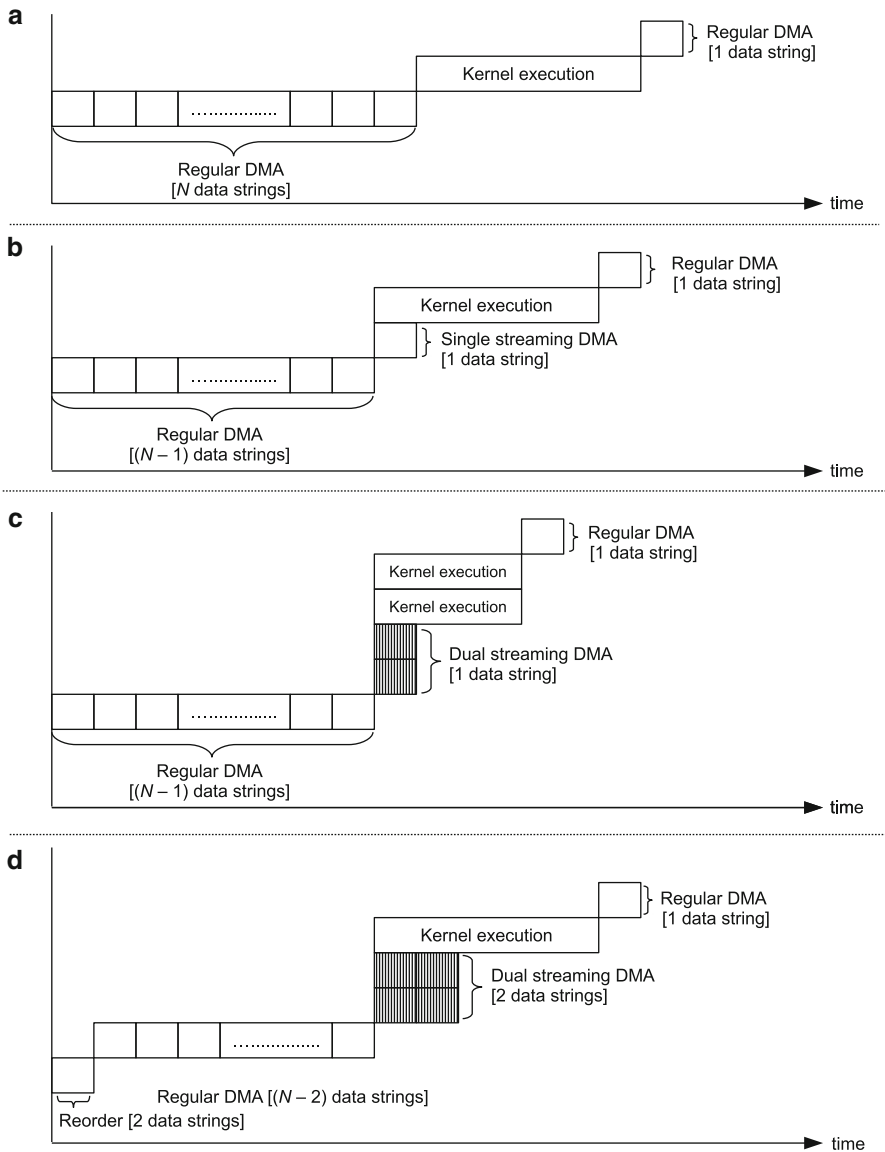 a
Regular DMA
[1 data string]
Kernel execution
Regular DMA
[N data strings]
time
b
Regular DMA
[1 data string]
Kernel execution
Single streaming DMA
[1 data string]
Regular DMA
[(N – 1) data strings]
time
c
Regular DMA
[1 data string]
Kernel execution
Kernel execution
Dual streaming DMA
[1 data string]
Regular DMA
[(N – 1) data strings]
time
d
Regular DMA
[1 data string]
Kernel execution
Dual streaming DMA
[2 data strings]
Regular DMA [(N – 2) data strings]
Reorder [2 data strings]
time